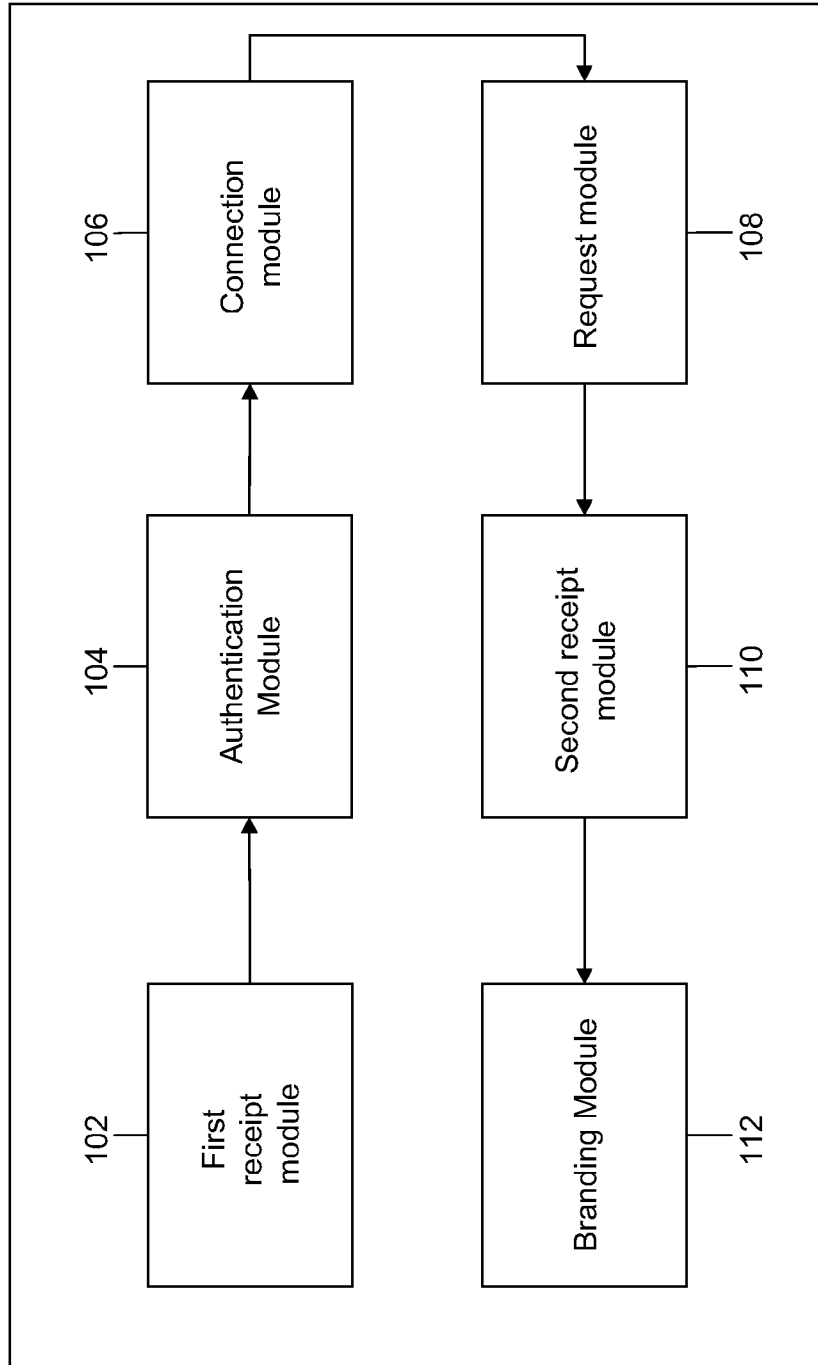 102
First
receipt
module
104
Authentication
Module
106
Connection
module
Request module
108
Second receipt
module
110
Branding Module
112